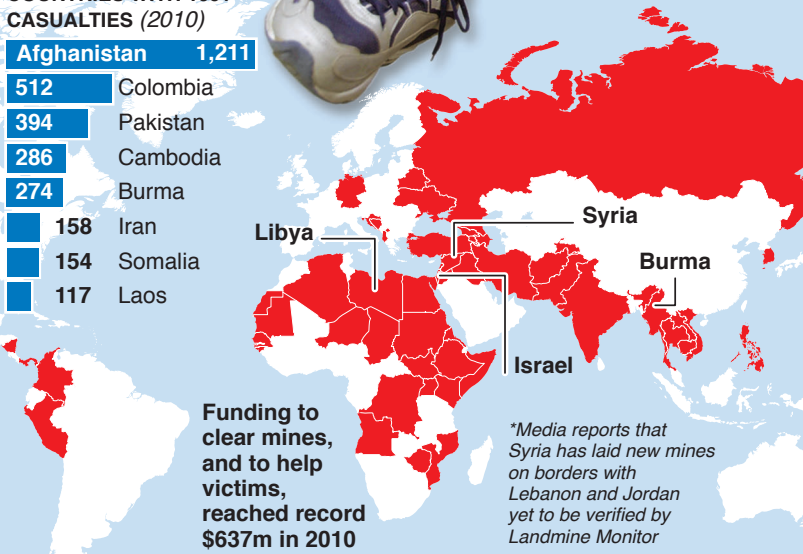 CASUALTIES (2010)
Afghanistan 1,211
512 Colombia
394 Pakistan
286 Cambodia
274 Burma
158 Iran
154 Somalia
117 Laos
Libya
Syria
Burma
Israel
Funding to
clear mines,
and to help
victims,
reached record
$637m in 2010
*Media reports that
Syria has laid new mines
on borders with
Lebanon and Jordan
yet to be verified by
Landmine Monitor